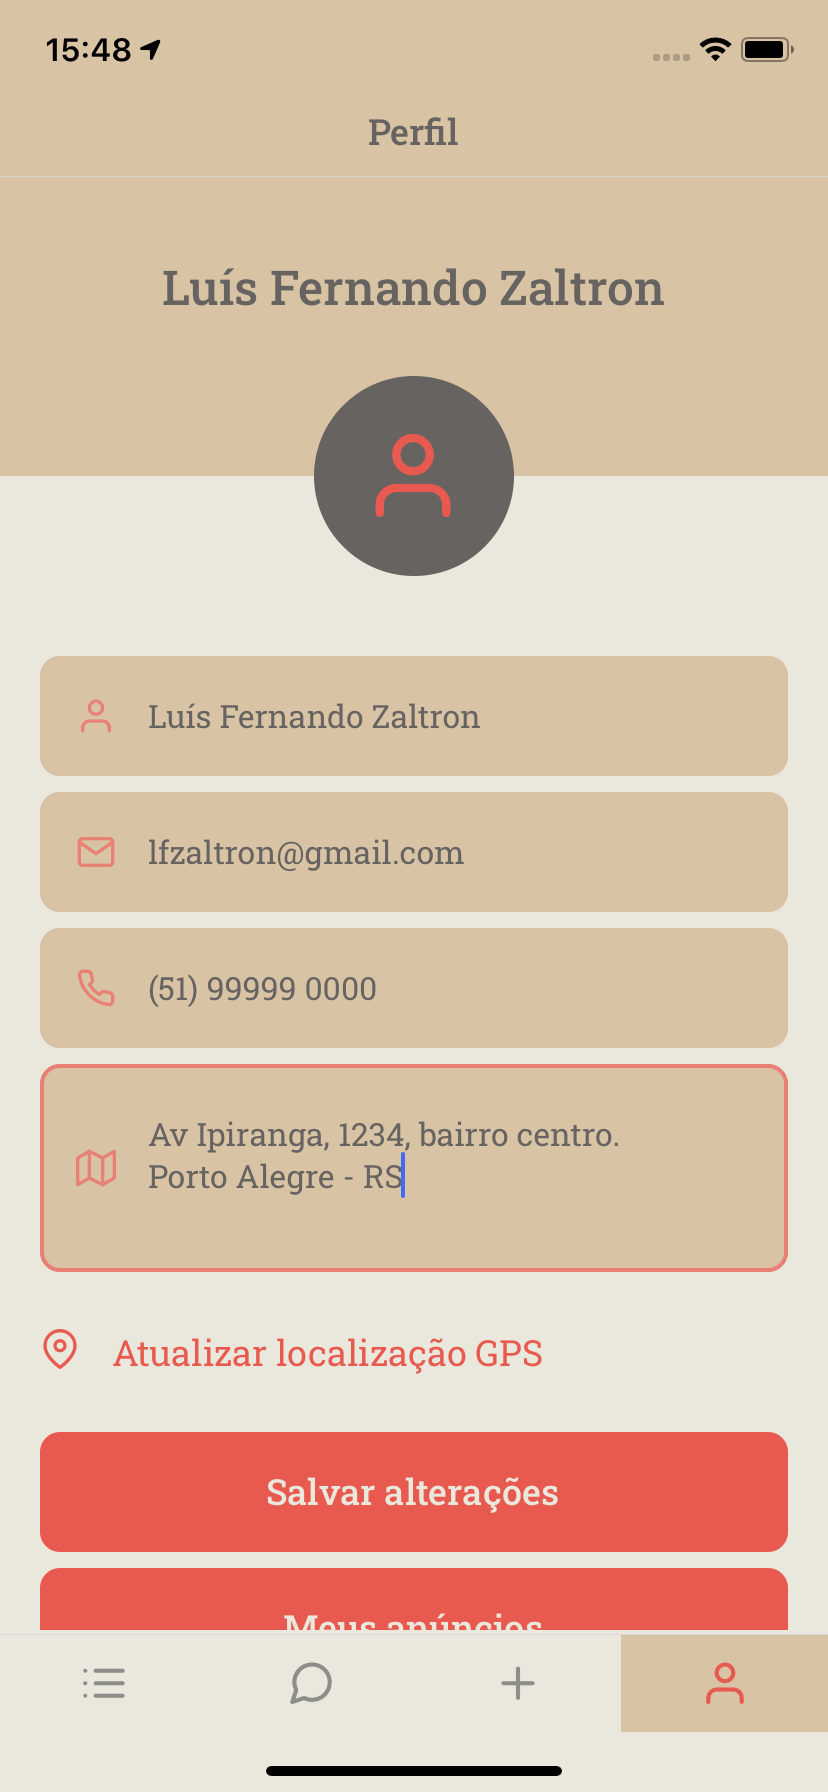 15:48
Perfil
Luís Fernando Zaltron
Luís Fernando Zaltron
lfzaltron@gmail.com
(51) 99999 0000
Av Ipiranga, 1234, bairro centro.
Porto Alegre - RS
Atualizar localização GPS
Salvar alterações
Meus anúncios